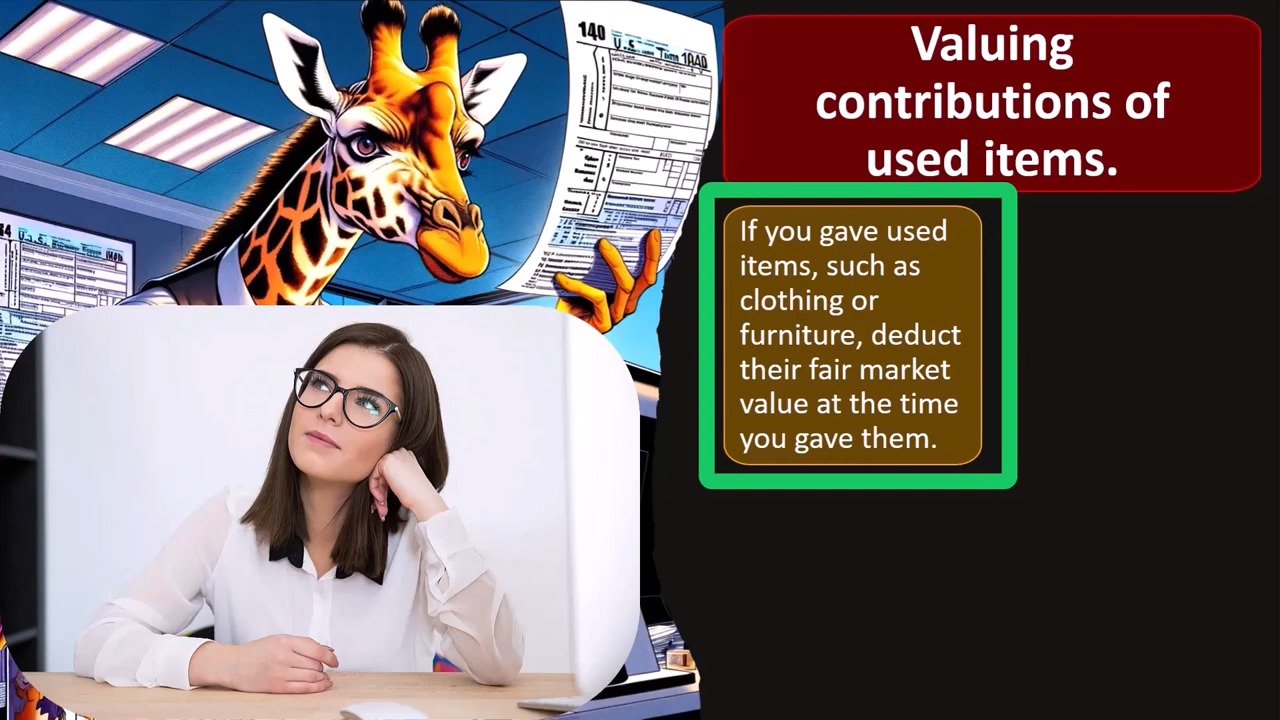 Valuing
contributions of
used items.
If you gave used
items, such as
clothing or
furniture, deduct
their fair market
value at the time
you gave them.
140
U.S.
1040